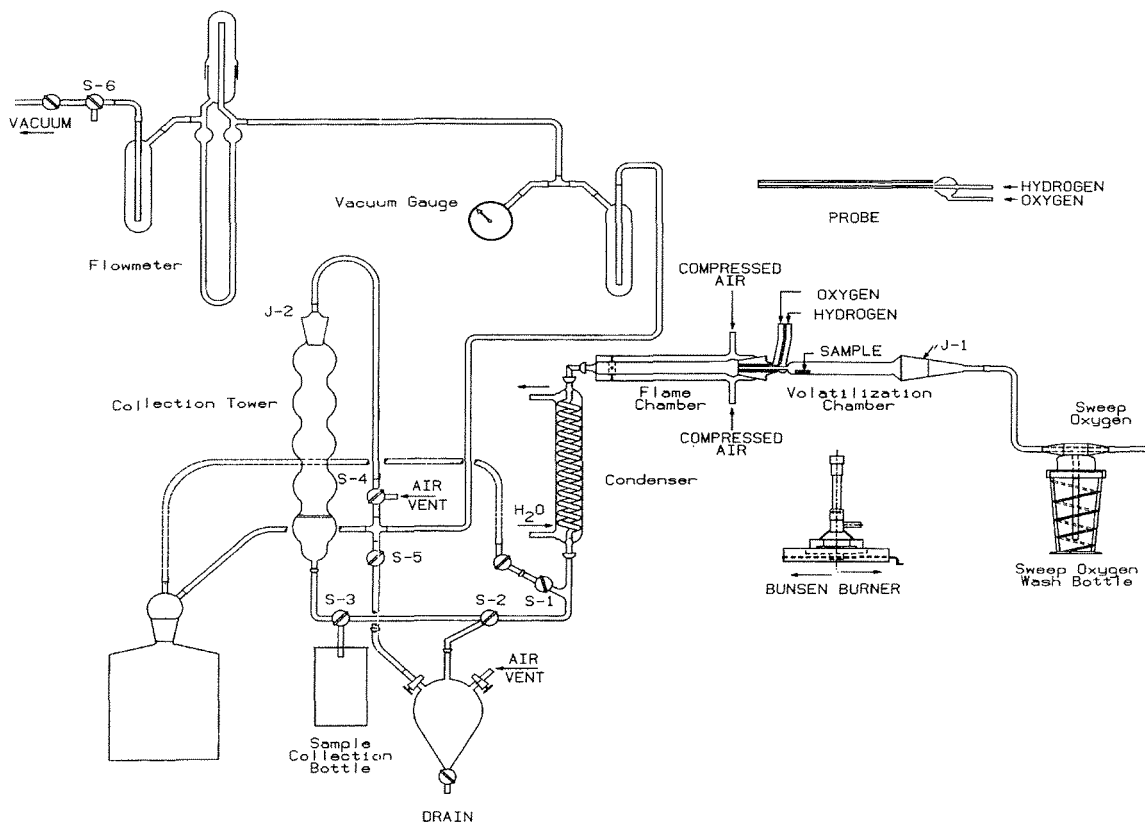 S-6
VACUUM
Vacuum Gauge
Flowmeter
HYDROGEN
OXYGEN
PROBE
COMPRESSED
AIR
OXYGEN
HYDROGEN
J-2
SAMPLE
J-1
Collection Tower
Flame
Chamber
Volatilization
Chamber
COMPRESSED
AIR
Sweep
Oxygen
S-4
AIR
VENT
Condenser
H2O
S-5
S-1
S-3
S-2
BUNSEN BURNER
Sweep Oxygen
Wash Bottle
AIR
VENT
Sample
Collection
Bottle
DRAIN